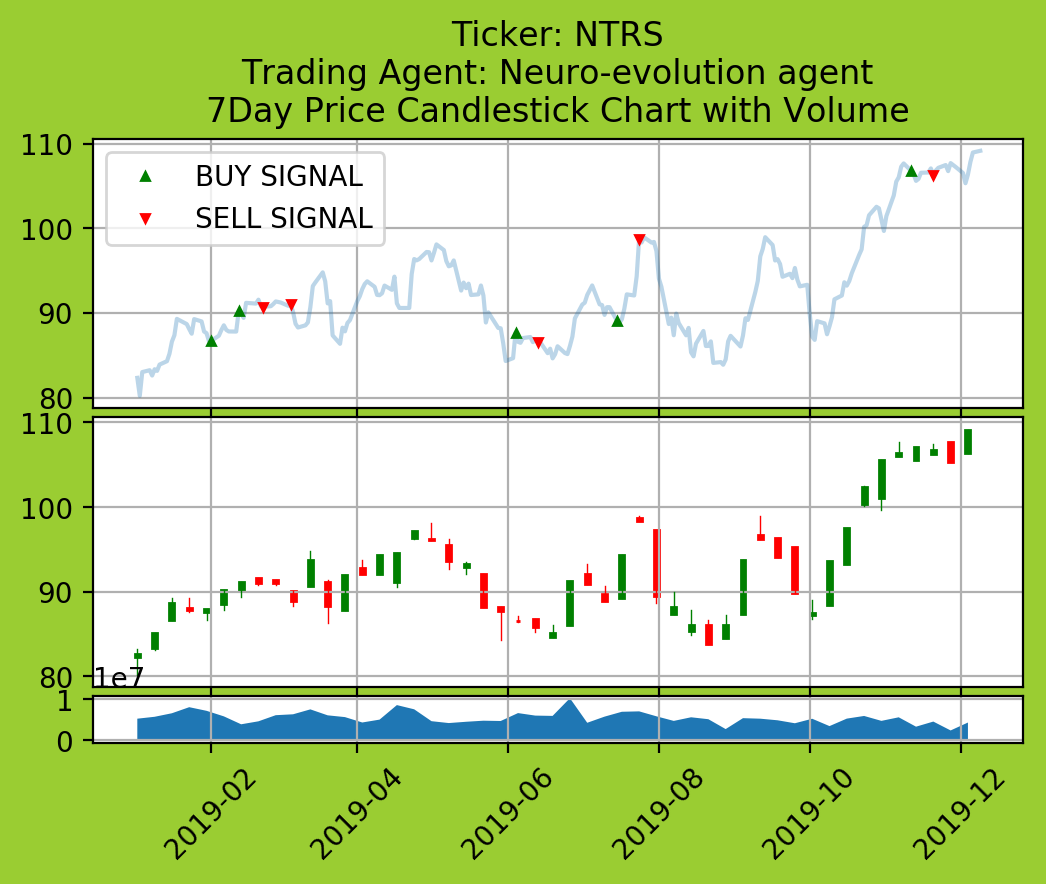 Ticker: NTRS
Trading Agent: Neuro-evolution agent
7Day Price Candlestick Chart with Volume
110
100
90
80
BUY SIGNAL
SELL SIGNAL
110
100
90
80
1e7
1
0
2019-02
2019-04
2019-06
2019-08
2019-10
2019-12